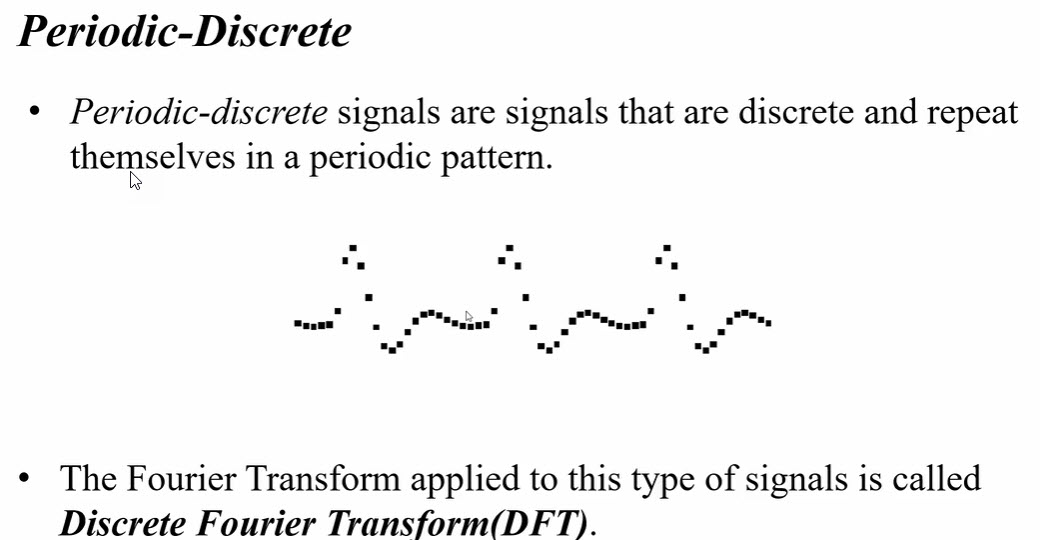 Periodic-Discrete
• Periodic-discrete signals are signals that are discrete and repeat
themselves in a periodic pattern.
• The Fourier Transform applied to this type of signals is called
Discrete Fourier Transform(DFT).